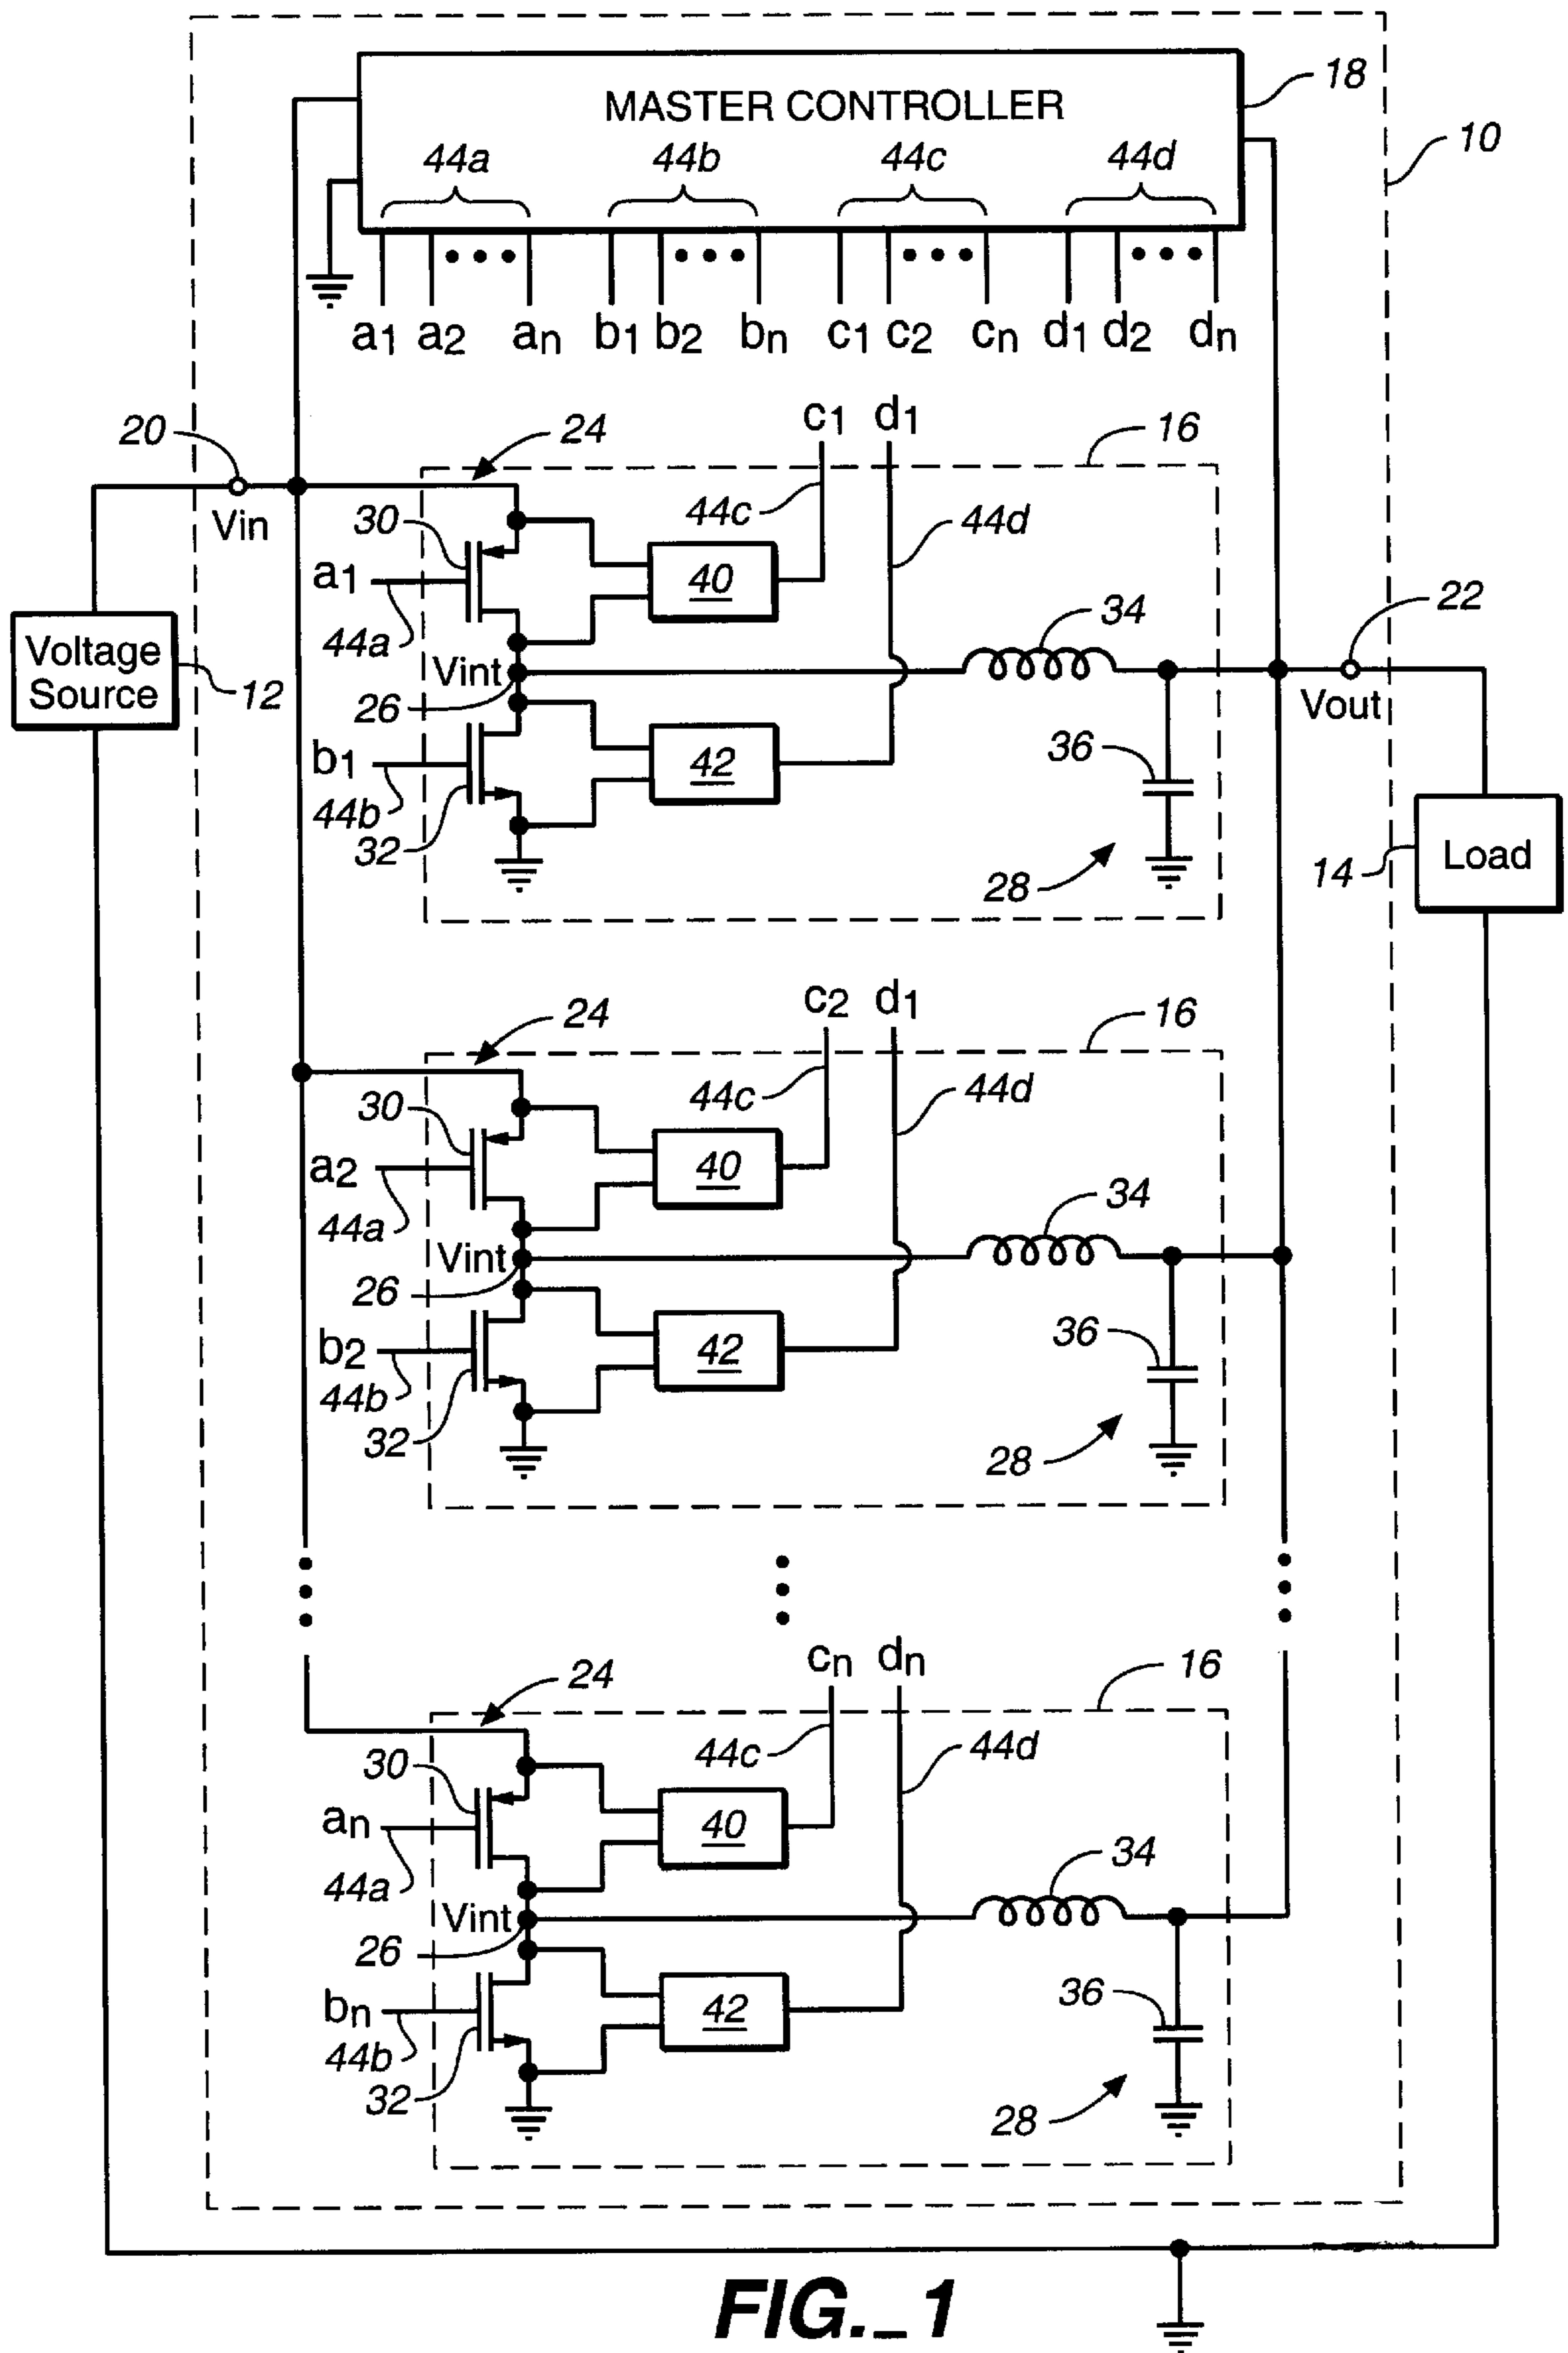 MASTER CONTROLLER
18
10
44a 44b 44c 44d
a1 a2 an b1 b2 bn c1 c2 cn d1 d2 dn
20
24
c1 d1
16
Vin
30
44c
44d
a1
40
44a
34
22
Voltage
Source
12
Vint
26
Vout
b1
42
36
44b
32
28
14
Load
24
c2 d1
16
30
44c
44d
a2
40
44a
34
Vint
26
b2
42
36
44b
32
28
24
cn dn
16
30
44c
44d
an
40
44a
34
Vint
26
bn
42
36
44b
32
28
FIG._1